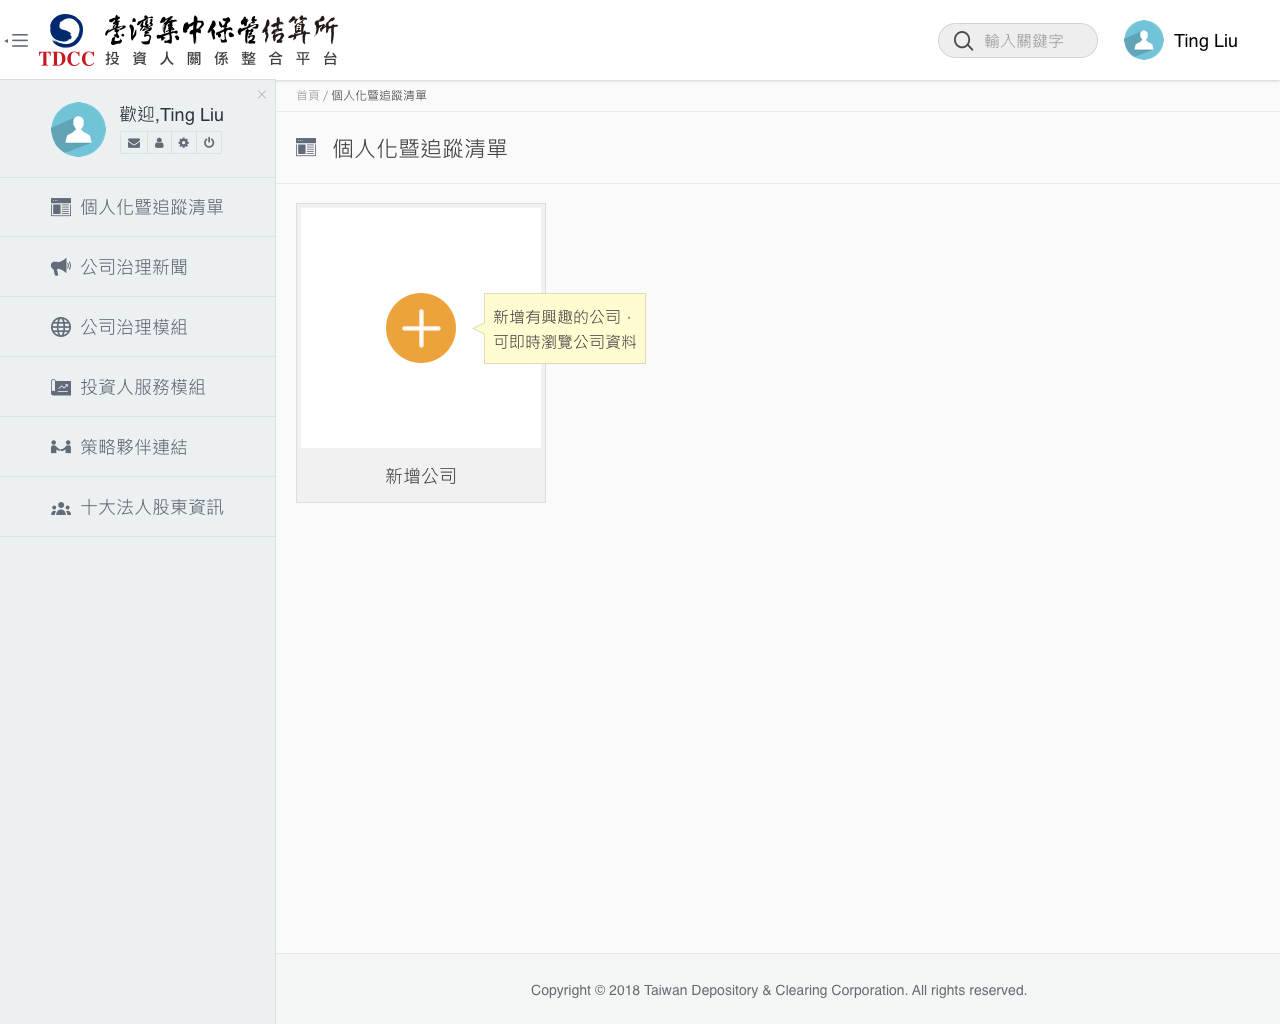 臺灣集中保管结算所
TDCC 投資人關係整合平台
輸入關鍵字
Ting Liu
歡迎,Ting Liu
首頁 / 個人化暨追蹤清單
個人化暨追蹤清單
個人化暨追蹤清單
公司治理新聞
公司治理模組
投資人服務模組
策略夥伴連結
十大法人股東資訊
新增有興趣的公司，
可即時瀏覽公司資料
新增公司
Copyright © 2018 Taiwan Depository & Clearing Corporation. All rights reserved.